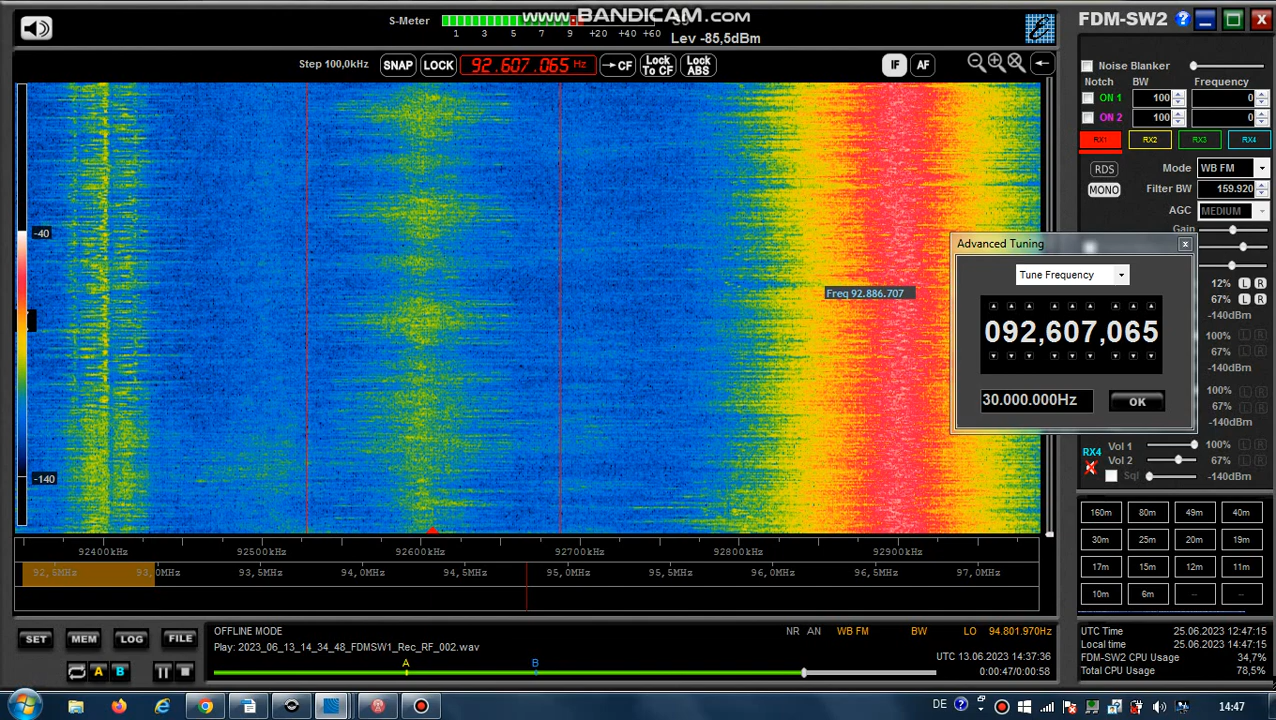 www.BANDICAM.com
FDM-SW2
S-Meter
1 3 5 7 9 +20 +40 +60
Lev -85,5dBm
Step 100,0kHz
SNAP
LOCK
92.607.065 Hz
→CF
Lock To CF
Lock ABS
IF
AF
Noise Blanker
Notch BW Frequency
ON 1 100 0
ON 2 100 0
RX1 RX2 RX3 RX4
RDS
Mode WB FM
MONO
Filter BW 159.920
AGC MEDIUM
Gain
-40
-140
Freq 92.886.707
Advanced Tuning
Tune Frequency
092,607,065
30.000.000Hz
OK
12% L R
67% L R
-140dBm
100% L R
67% L R
-140dBm
100% L R
67% L R
-140dBm
RX4
Vol 1 100% L R
Vol 2 67% L R
Sql -140dBm
92400kHz 92500kHz 92600kHz 92700kHz 92800kHz 92900kHz
92,5MHz 93,0MHz 93,5MHz 94,0MHz 94,5MHz 95,0MHz 95,5MHz 96,0MHz 96,5MHz 97,0MHz
160m 80m 49m 40m
30m 25m 20m 19m
17m 15m 12m 11m
10m 6m -- --
SET MEM LOG FILE
A B
OFFLINE MODE
NR AN WB FM BW LO 94.801.970Hz
Play: 2023_06_13_14_34_48_FDMSW1_Rec_RF_002.wav
UTC 13.06.2023 14:37:36
A B
0:00:47/0:00:58
UTC Time 25.06.2023 12:47:15
Local time 25.06.2023 14:47:15
FDM-SW2 CPU Usage 34,7%
Total CPU Usage 78,5%
DE
14:47